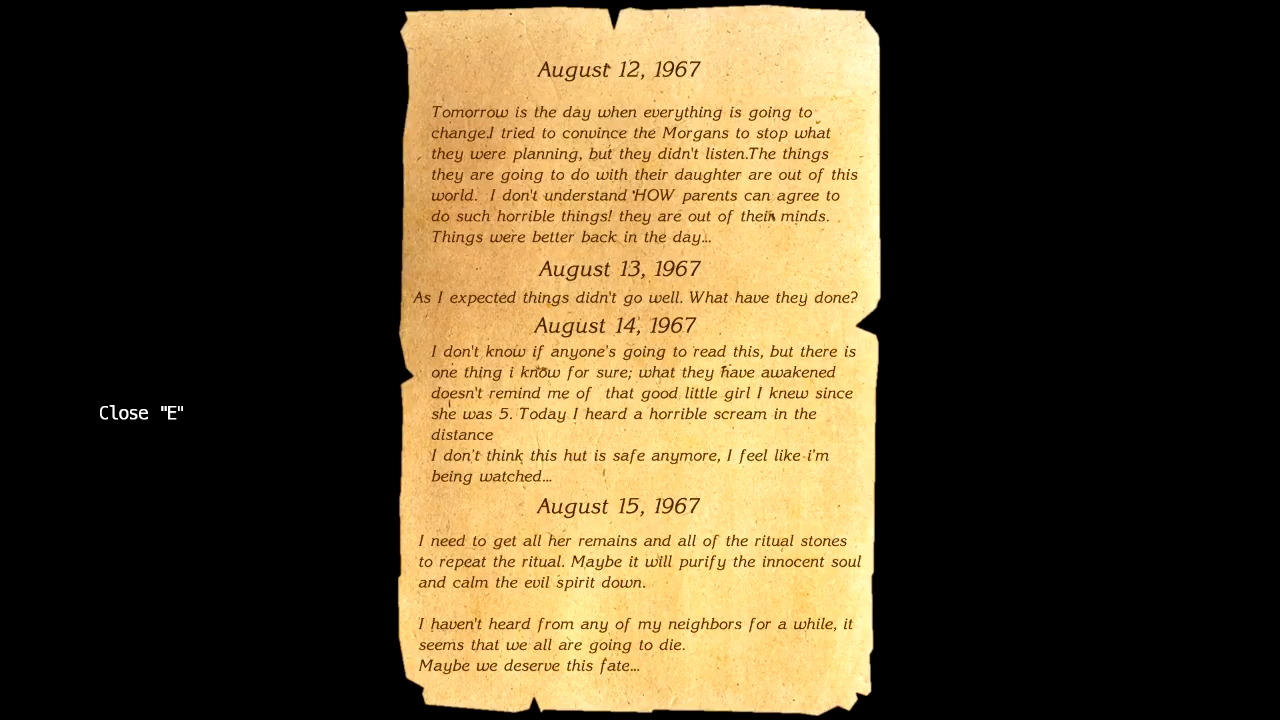 August 12, 1967
Tomorrow is the day when everything is going to
change.I tried to convince the Morgans to stop what
they were planning, but they didn't listen.The things
they are going to do with their daughter are out of this
world.  I don't understand HOW parents can agree to
do such horrible things! they are out of their minds.
Things were better back in the day...
August 13, 1967
As I expected things didn't go well. What have they done?
August 14, 1967
I don't know if anyone's going to read this, but there is
one thing i know for sure; what they have awakened
doesn't remind me of  that good little girl I knew since
she was 5. Today I heard a horrible scream in the
distance
Close "E"
I don't think this hut is safe anymore, I feel like i'm
being watched...
August 15, 1967
I need to get all her remains and all of the ritual stones
to repeat the ritual. Maybe it will purify the innocent soul
and calm the evil spirit down.
I haven't heard from any of my neighbors for a while, it
seems that we all are going to die.
Maybe we deserve this fate...